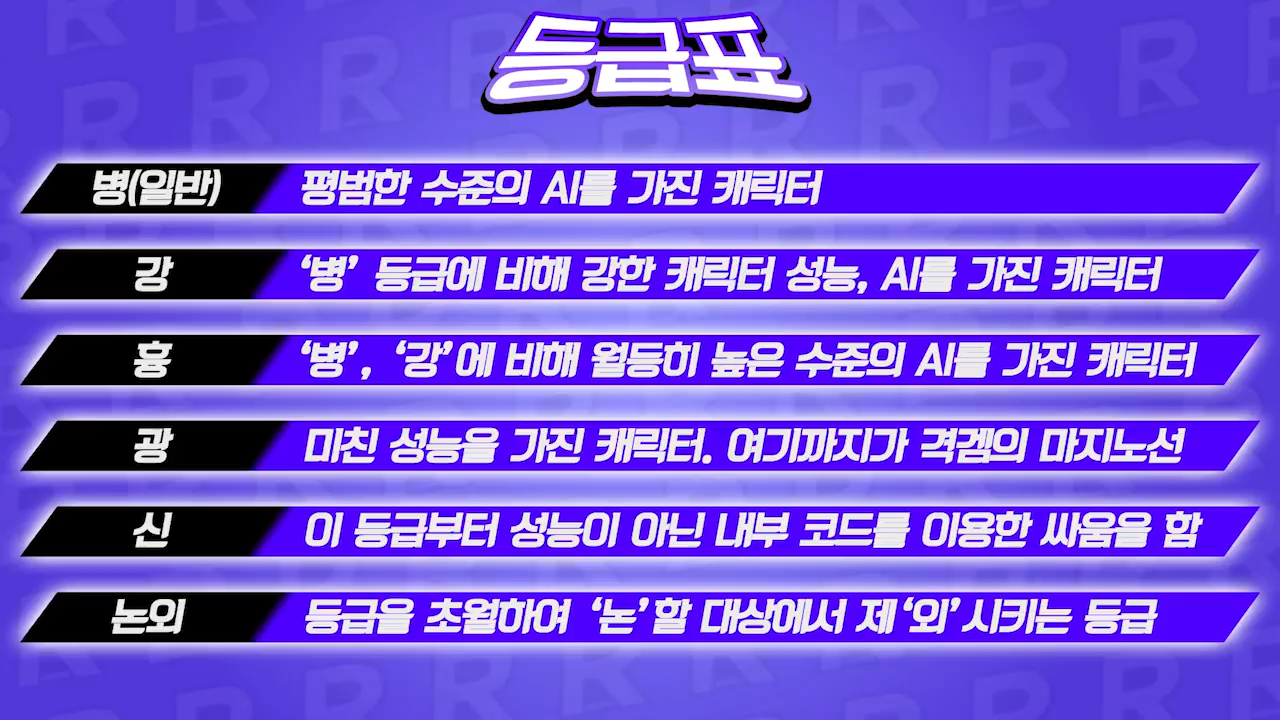 등급표
병(일반) 평범한 수준의 AI를 가진 캐릭터
강 ‘병’ 등급에 비해 강한 캐릭터 성능, AI를 가진 캐릭터
흉 ‘병’, ‘강’에 비해 월등히 높은 수준의 AI를 가진 캐릭터
광 미친 성능을 가진 캐릭터. 여기까지가 격겜의 마지노선
신 이 등급부터 성능이 아닌 내부 코드를 이용한 싸움을 함
논외 등급을 초월하여 ‘논’할 대상에서 제‘외’시키는 등급